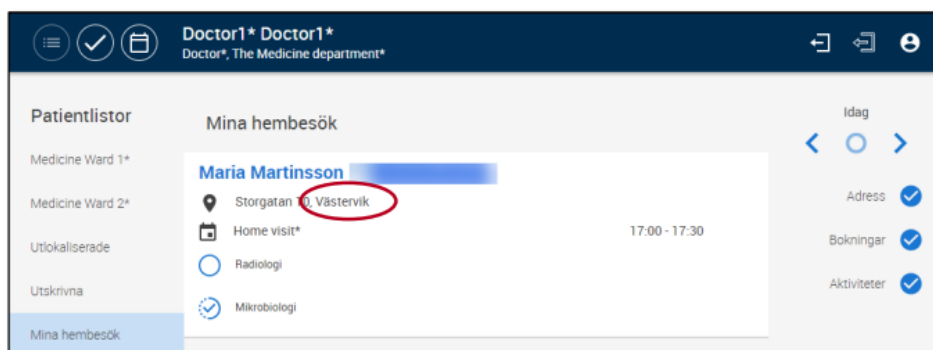 Doctor1* Doctor1*
Doctor*, The Medicine department*
Patientlistor
Medicine Ward 1*
Medicine Ward 2*
Utlokaliserade
Utskrivna
Mina hembesök
Mina hembesök
Maria Martinsson
Storgatan 10, Västervik
Home visit* 17:00 - 17:30
Radiologi
Mikrobiologi
Idag
Adress
Bokningar
Aktiviteter